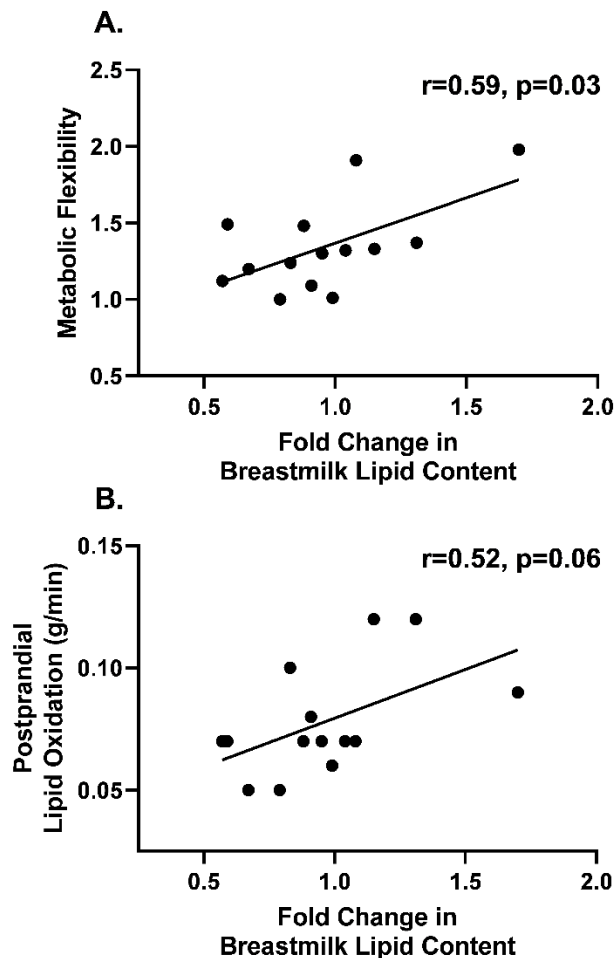 A.
r=0.59, p=0.03
Metabolic Flexibility
2.5
2.0
1.5
1.0
0.5
0.5 1.0 1.5 2.0
Fold Change in
Breastmilk Lipid Content
B.
r=0.52, p=0.06
Postprandial
Lipid Oxidation (g/min)
0.15
0.10
0.05
0.5 1.0 1.5 2.0
Fold Change in
Breastmilk Lipid Content